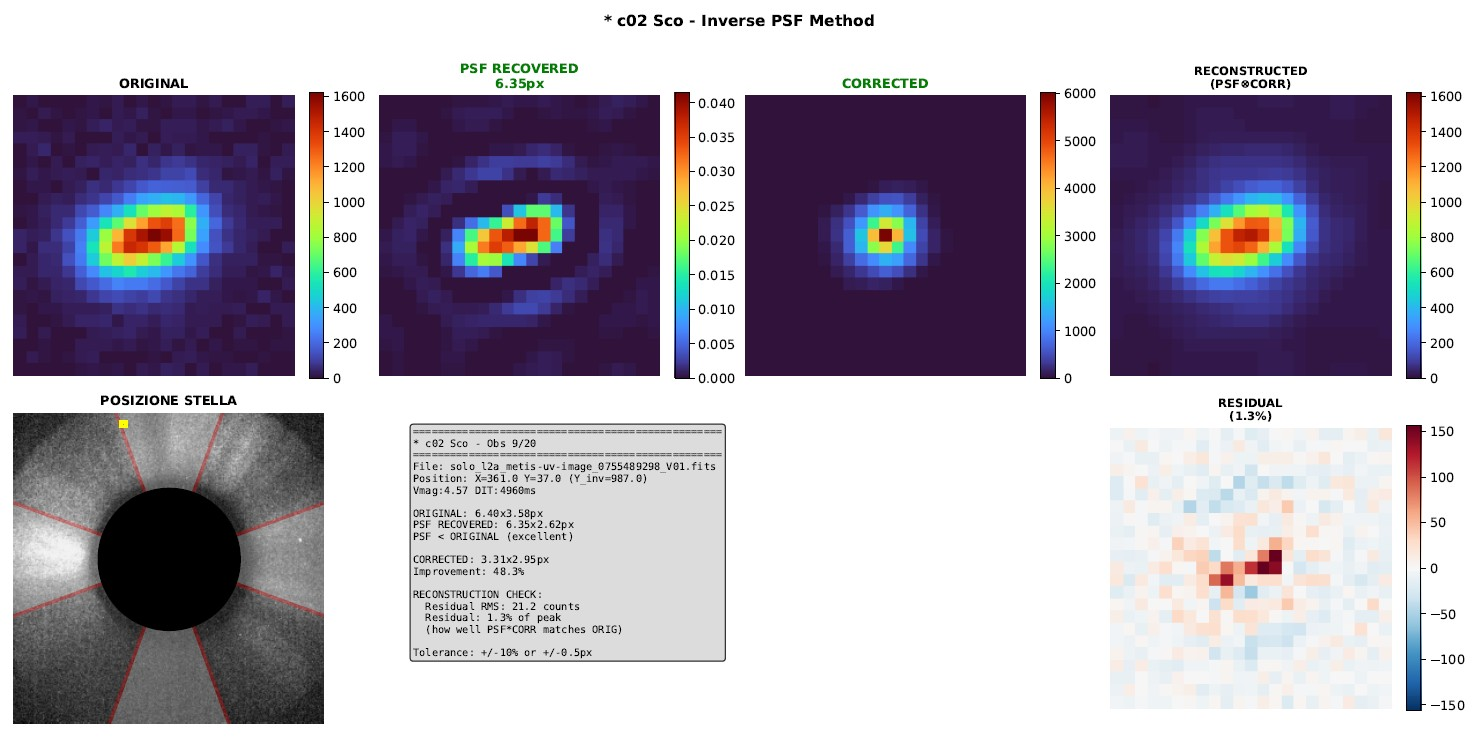 * c02 Sco - Inverse PSF Method
ORIGINAL
PSF RECOVERED
6.35px
CORRECTED
RECONSTRUCTED
(PSF⊗CORR)
1600
1400
1200
1000
800
600
400
200
0
0.040
0.035
0.030
0.025
0.020
0.015
0.010
0.005
0.000
6000
5000
4000
3000
2000
1000
0
1600
1400
1200
1000
800
600
400
200
0
POSIZIONE STELLA
==================================================
* c02 Sco - Obs 9/20
==================================================
File: solo_l2a_metis-uv-image_0755489298_V01.fits
Position: X=361.0 Y=37.0 (Y_inv=987.0)
Vmag:4.57 DIT:4960ms
ORIGINAL: 6.40x3.58px
PSF RECOVERED: 6.35x2.62px
PSF < ORIGINAL (excellent)
CORRECTED: 3.31x2.95px
Improvement: 48.3%
RECONSTRUCTION CHECK:
Residual RMS: 21.2 counts
Residual: 1.3% of peak
(how well PSF*CORR matches ORIG)
Tolerance: +/-10% or +/-0.5px
RESIDUAL
(1.3%)
150
100
50
0
−50
−100
−150